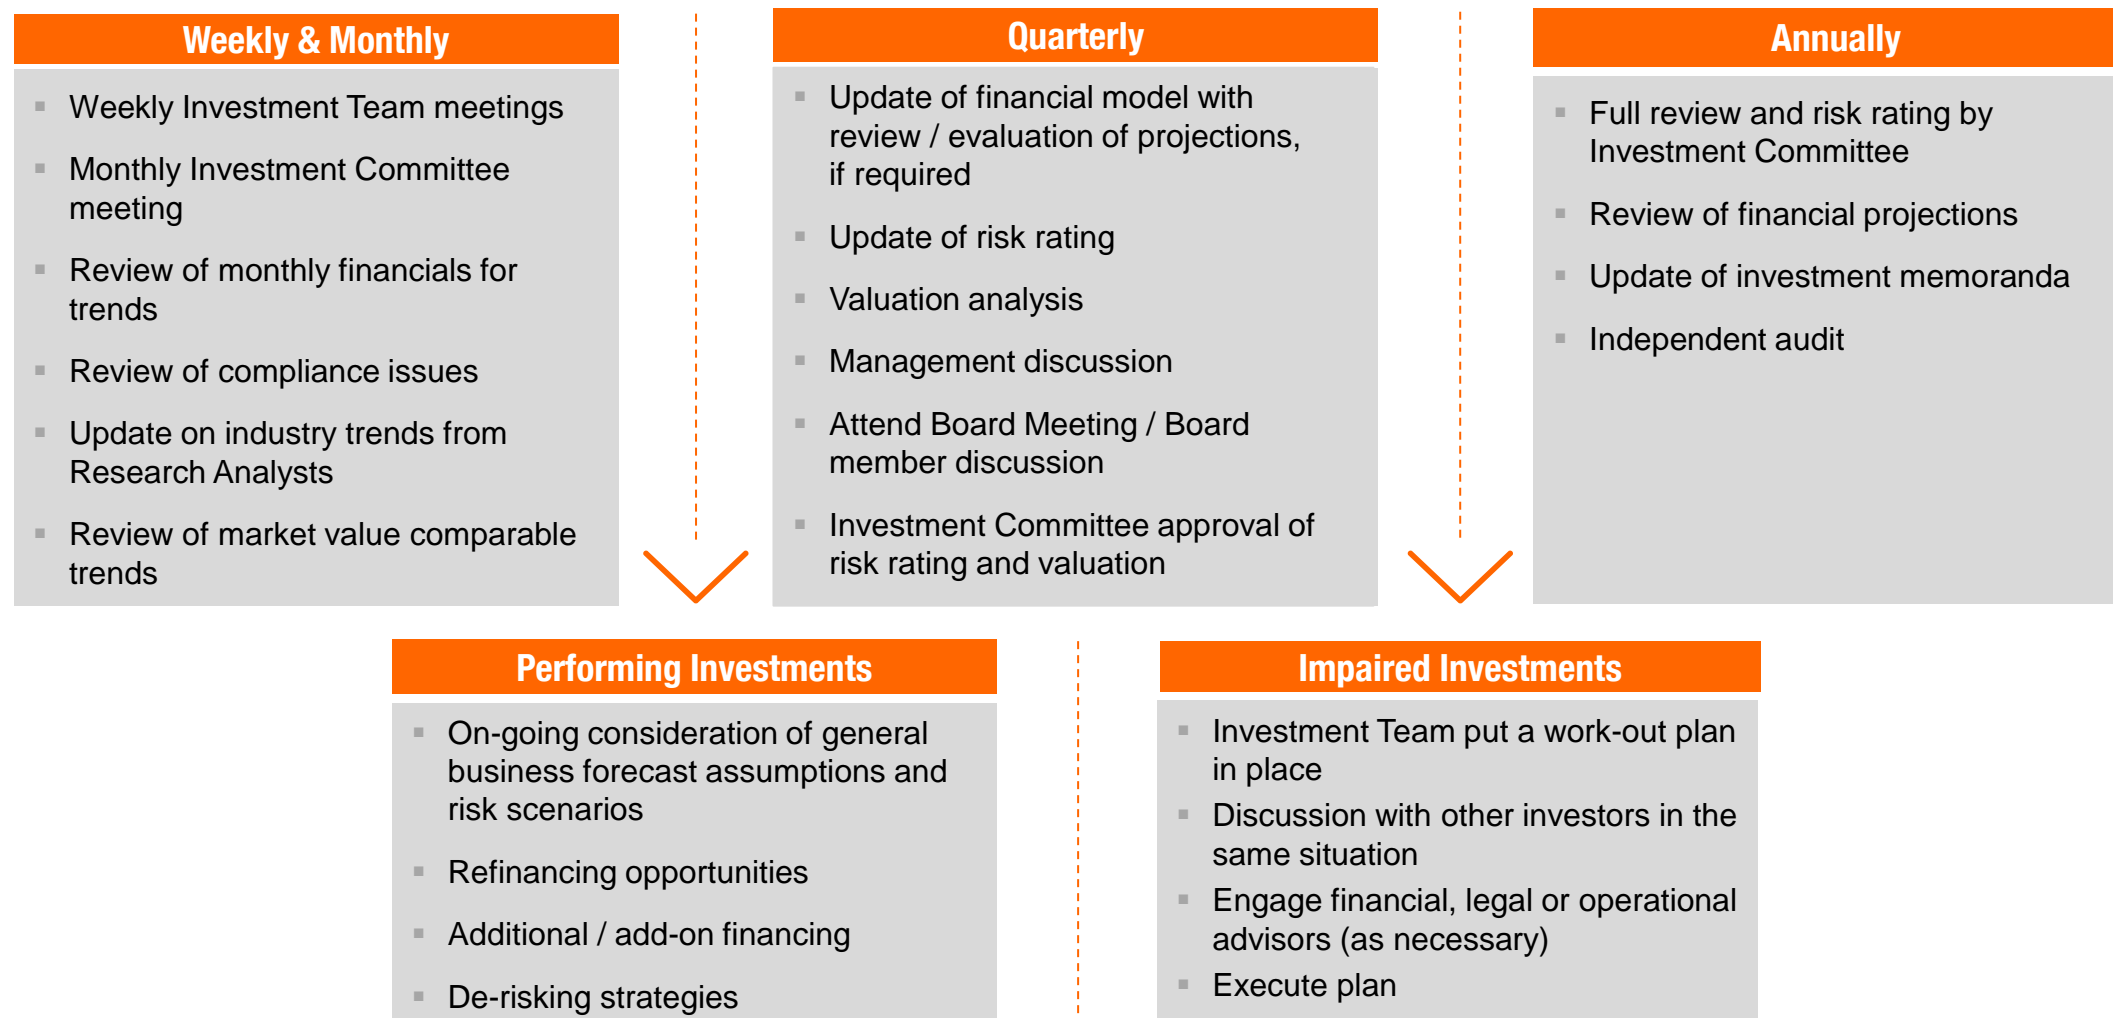 Weekly & Monthly
▪ Weekly Investment Team meetings
▪ Monthly Investment Committee
meeting
▪ Review of monthly financials for
trends
▪ Review of compliance issues
▪ Update on industry trends from
Research Analysts
▪ Review of market value comparable
trends
Quarterly
▪ Update of financial model with
review / evaluation of projections,
if required
▪ Update of risk rating
▪ Valuation analysis
▪ Management discussion
▪ Attend Board Meeting / Board
member discussion
▪ Investment Committee approval of
risk rating and valuation
Annually
▪ Full review and risk rating by
Investment Committee
▪ Review of financial projections
▪ Update of investment memoranda
▪ Independent audit
Performing Investments
▪ On-going consideration of general
business forecast assumptions and
risk scenarios
▪ Refinancing opportunities
▪ Additional / add-on financing
▪ De-risking strategies
Impaired Investments
▪ Investment Team put a work-out plan
in place
▪ Discussion with other investors in the
same situation
▪ Engage financial, legal or operational
advisors (as necessary)
▪ Execute plan